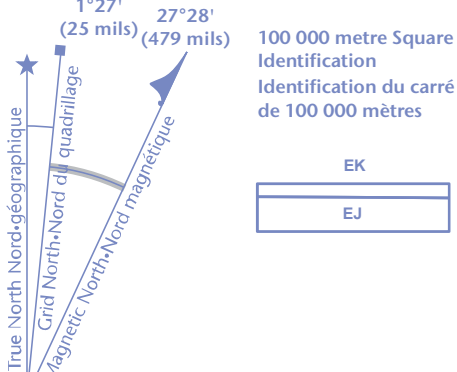 1°27'
(25 mils)
27°28'
(479 mils)
True North Nord•géographique
Grid North•Nord du quadrillage
Magnetic North•Nord magnétique
100 000 metre Square
Identification
Identification du carré
de 100 000 mètres
EK
EJ